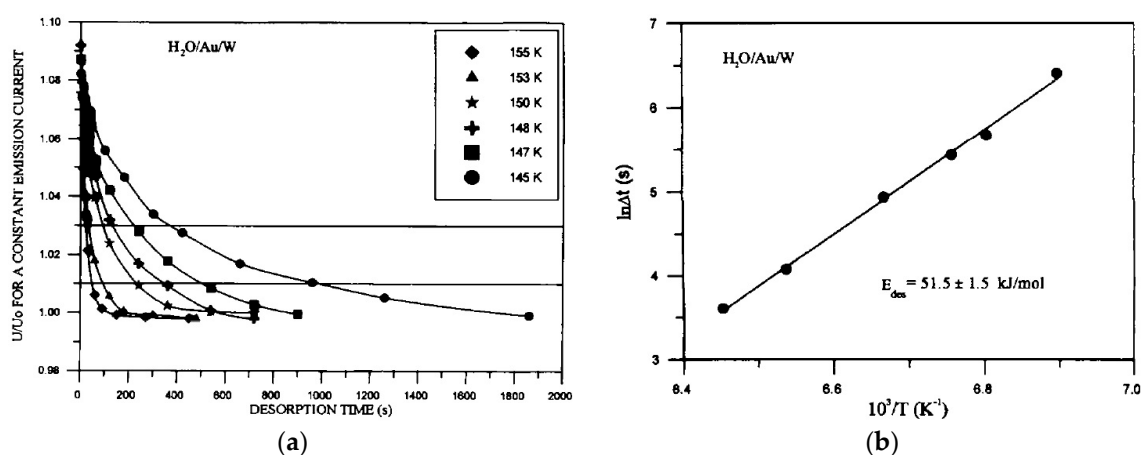 H₂O/Au/W
155 K
153 K
150 K
148 K
147 K
145 K
U/Uo FOR A CONSTANT EMISSION CURRENT
1.10
1.08
1.06
1.04
1.02
1.00
0.98
0 200 400 600 800 1000 1200 1400 1600 1800 2000
DESORPTION TIME (s)
(a)
H₂O/Au/W
lnΔt (s)
7
6
5
4
3
E_des = 51.5 ± 1.5 kJ/mol
6.4 6.6 6.8 7.0
10³/T (K⁻¹)
(b)